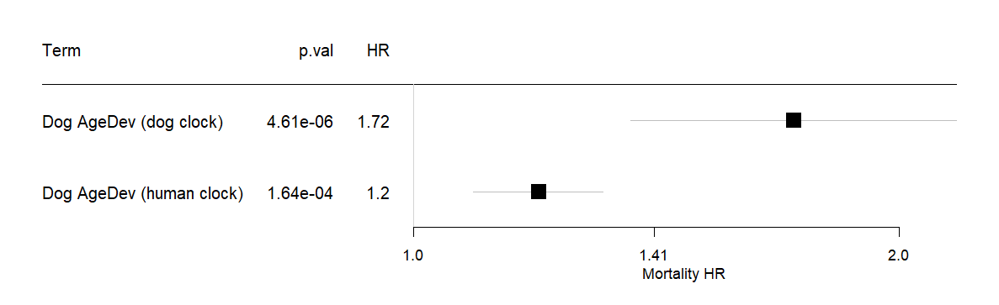 Term p.val HR
Dog AgeDev (dog clock) 4.61e-06 1.72
Dog AgeDev (human clock) 1.64e-04 1.2
1.0 1.41 2.0
Mortality HR